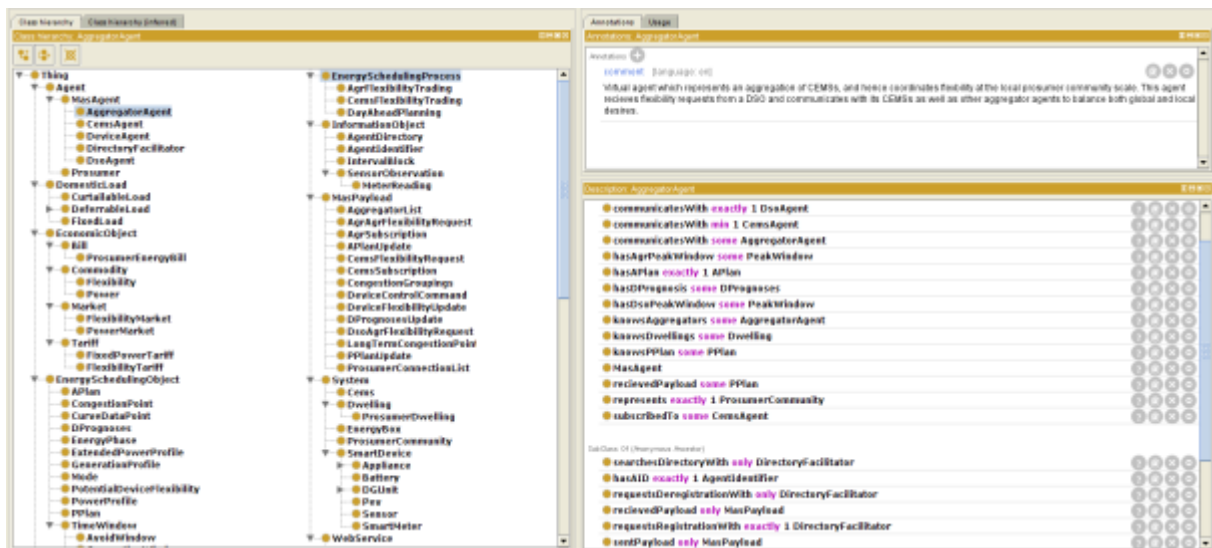 Class hierarchy
Class hierarchy (inferred)
Class hierarchy: AggregatorAgent
Thing
Agent
MasAgent
AggregatorAgent
CemsAgent
DeviceAgent
DirectoryFacilitator
DsoAgent
Prosumer
DomesticLoad
CurtailableLoad
DeferrableLoad
FixedLoad
EconomicObject
Bill
ProsumerEnergyBill
Commodity
Flexibility
Power
Market
FlexibilityMarket
PowerMarket
Tariff
FixedPowerTariff
FlexibilityTariff
EnergySchedulingObject
APlan
CongestionPoint
CurveDataPoint
DPrognoses
EnergyPhase
ExtendedPowerProfile
GenerationProfile
Mode
PotentialDeviceFlexibility
PowerProfile
PPlan
TimeWindow
AvoidWindow
EnergySchedulingProcess
AgrFlexibilityTrading
CemsFlexibilityTrading
DayAheadPlanning
InformationObject
AgentDirectory
AgentIdentifier
IntervalBlock
SensorObservation
MeterReading
MasPayload
AggregatorList
AgrAgrFlexibilityRequest
AgrSubscription
APlanUpdate
CemsFlexibilityRequest
CemsSubscription
CongestionGroupings
DeviceControlCommand
DeviceFlexibilityUpdate
DPrognosesUpdate
DsoAgrFlexibilityRequest
LongTermCongestionPoint
PPlanUpdate
ProsumerConnectionList
System
Cems
Dwelling
ProsumerDwelling
EnergyBox
ProsumerCommunity
SmartDevice
Appliance
Battery
DGUnit
Pev
Sensor
SmartMeter
WebService
Annotations
Usage
Annotations: AggregatorAgent
Annotations
comment [language: en]
Virtual agent which represents an aggregation of CEMSs, and hence coordinates flexibility at the local prosumer community scale. This agent
recieves flexibility requests from a DSO and communicates with its CEMSs as well as other aggregator agents to balance both global and local
desires.
Description: AggregatorAgent
communicatesWith exactly 1 DsoAgent
communicatesWith min 1 CemsAgent
communicatesWith some AggregatorAgent
hasAgrPeakWindow some PeakWindow
hasAPlan exactly 1 APlan
hasDPrognosis some DPrognoses
hasDsoPeakWindow some PeakWindow
knowsAggregators some AggregatorAgent
knowsDwellings some Dwelling
knowsPPlan some PPlan
MasAgent
recievedPayload some PPlan
represents exactly 1 ProsumerCommunity
subscribedTo some CemsAgent
SubClass Of (Anonymous Ancestor)
searchesDirectoryWith only DirectoryFacilitator
hasAID exactly 1 AgentIdentifier
requestsDeregistrationWith only DirectoryFacilitator
recievedPayload only MasPayload
requestsRegistrationWith exactly 1 DirectoryFacilitator
sentPayload only MasPayload